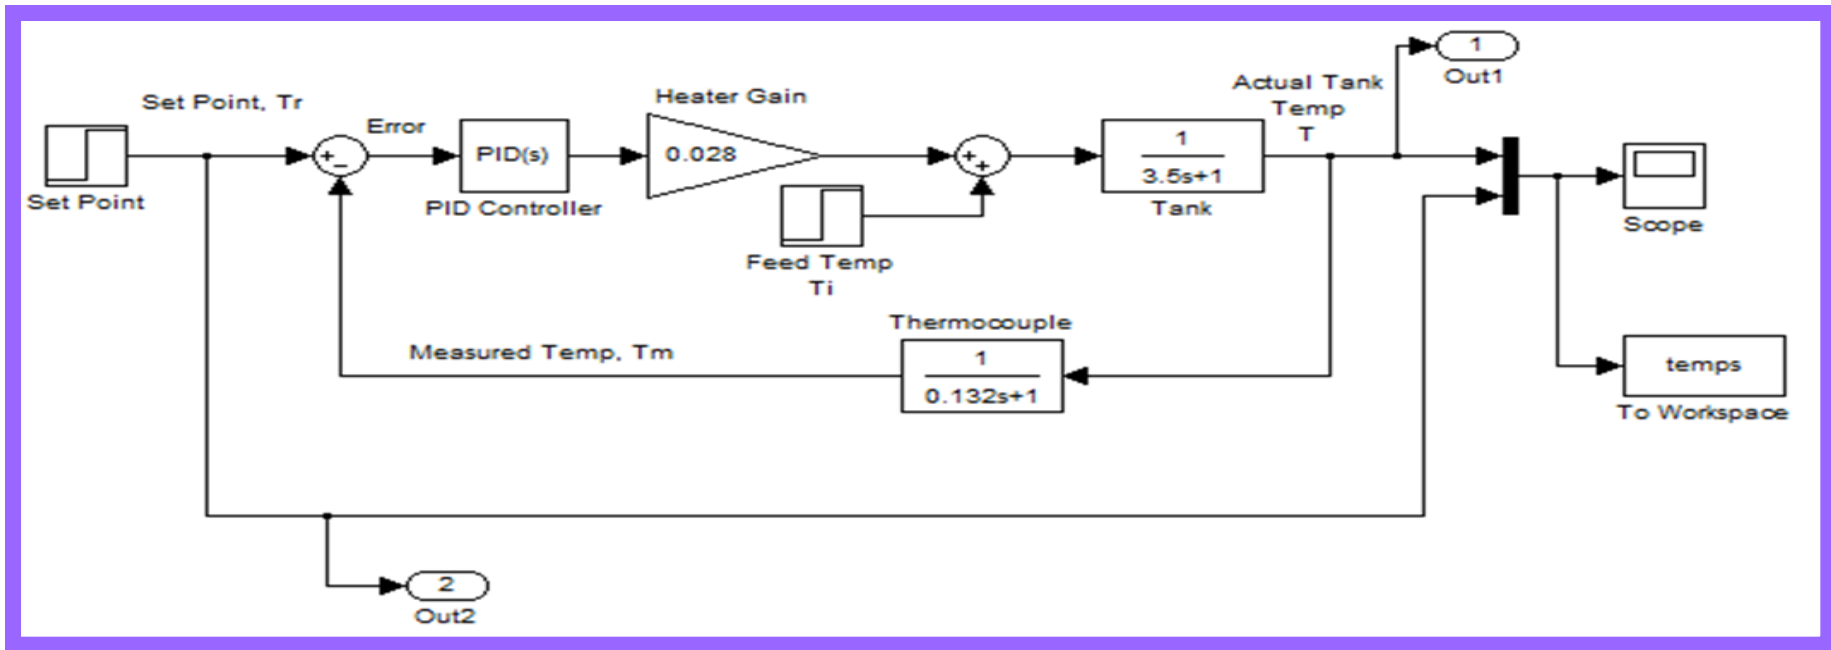 Set Point, Tr
Set Point
+
−
Error
PID(s)
PID Controller
Heater Gain
0.028
+
+
Feed Temp
Ti
1
3.5s+1
Tank
Actual Tank
Temp
T
1
Out1
Scope
temps
To Workspace
Thermocouple
1
0.132s+1
Measured Temp, Tm
2
Out2